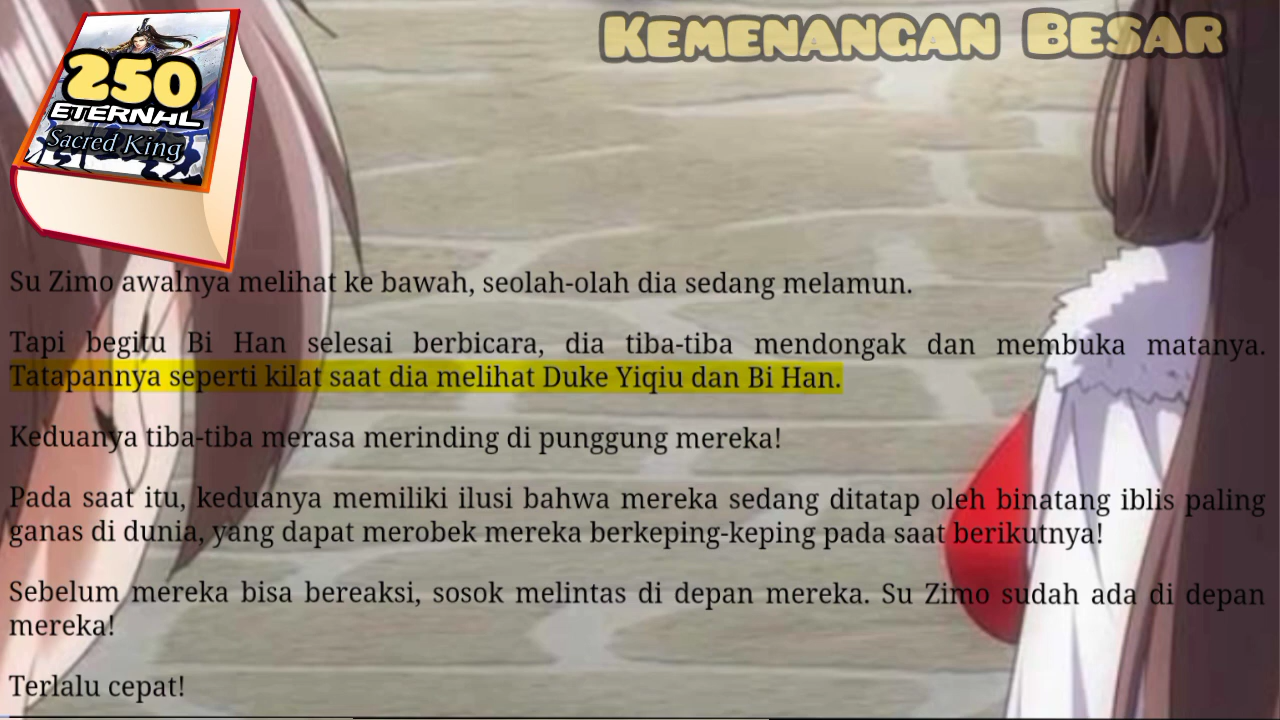 Kemenangan Besar
250
ETERNAL
Sacred King
Su Zimo awalnya melihat ke bawah, seolah-olah dia sedang melamun.
Tapi begitu Bi Han selesai berbicara, dia tiba-tiba mendongak dan membuka matanya.
Tatapannya seperti kilat saat dia melihat Duke Yiqiu dan Bi Han.
Keduanya tiba-tiba merasa merinding di punggung mereka!
Pada saat itu, keduanya memiliki ilusi bahwa mereka sedang ditatap oleh binatang iblis paling
ganas di dunia, yang dapat merobek mereka berkeping-keping pada saat berikutnya!
Sebelum mereka bisa bereaksi, sosok melintas di depan mereka. Su Zimo sudah ada di depan
mereka!
Terlalu cepat!